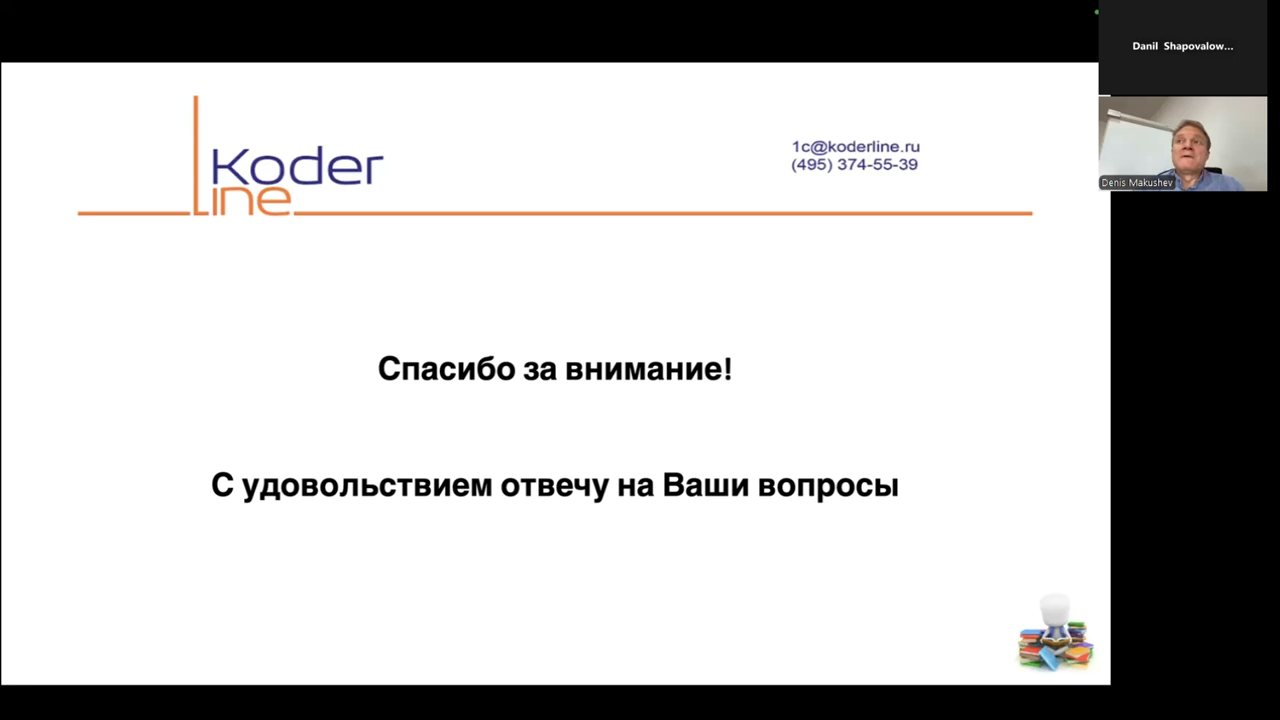 Koder
Line
1c@koderline.ru
(495) 374-55-39
Спасибо за внимание!
С удовольствием отвечу на Ваши вопросы
Danil Shapovalow...
Denis Makushev